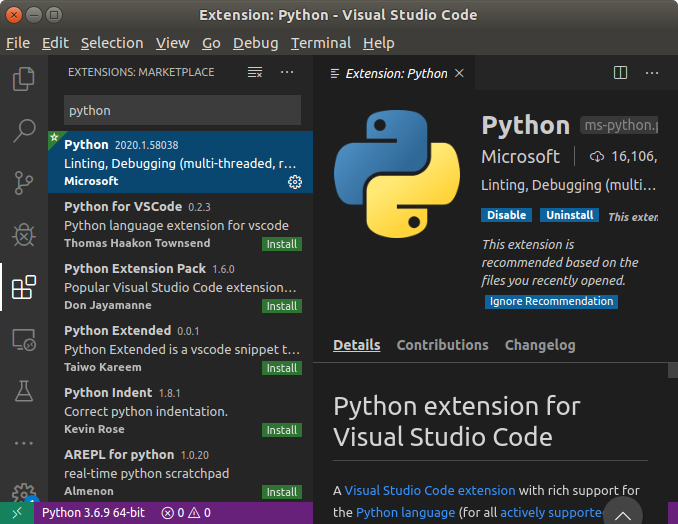 Extension: Python - Visual Studio Code
File Edit Selection View Go Debug Terminal Help
EXTENSIONS: MARKETPLACE
python
Python 2020.1.58038
Linting, Debugging (multi-threaded, r…
Microsoft
Python for VSCode 0.2.3
Python language extension for vscode
Thomas Haakon Townsend Install
Python Extension Pack 1.6.0
Popular Visual Studio Code extension…
Don Jayamanne Install
Python Extended 0.0.1
Python Extended is a vscode snippet t…
Taiwo Kareem Install
Python Indent 1.8.1
Correct python indentation.
Kevin Rose Install
AREPL for python 1.0.20
real-time python scratchpad
Almenon Install
Extension: Python
Python ms-python.
Microsoft 16,106,
Linting, Debugging (multi…
Disable Uninstall This exten
This extension is
recommended based on the
files you recently opened.
Ignore Recommendation
Details Contributions Changelog
Python extension for
Visual Studio Code
A Visual Studio Code extension with rich support for
the Python language (for all actively supporte
Python 3.6.9 64-bit 0 0